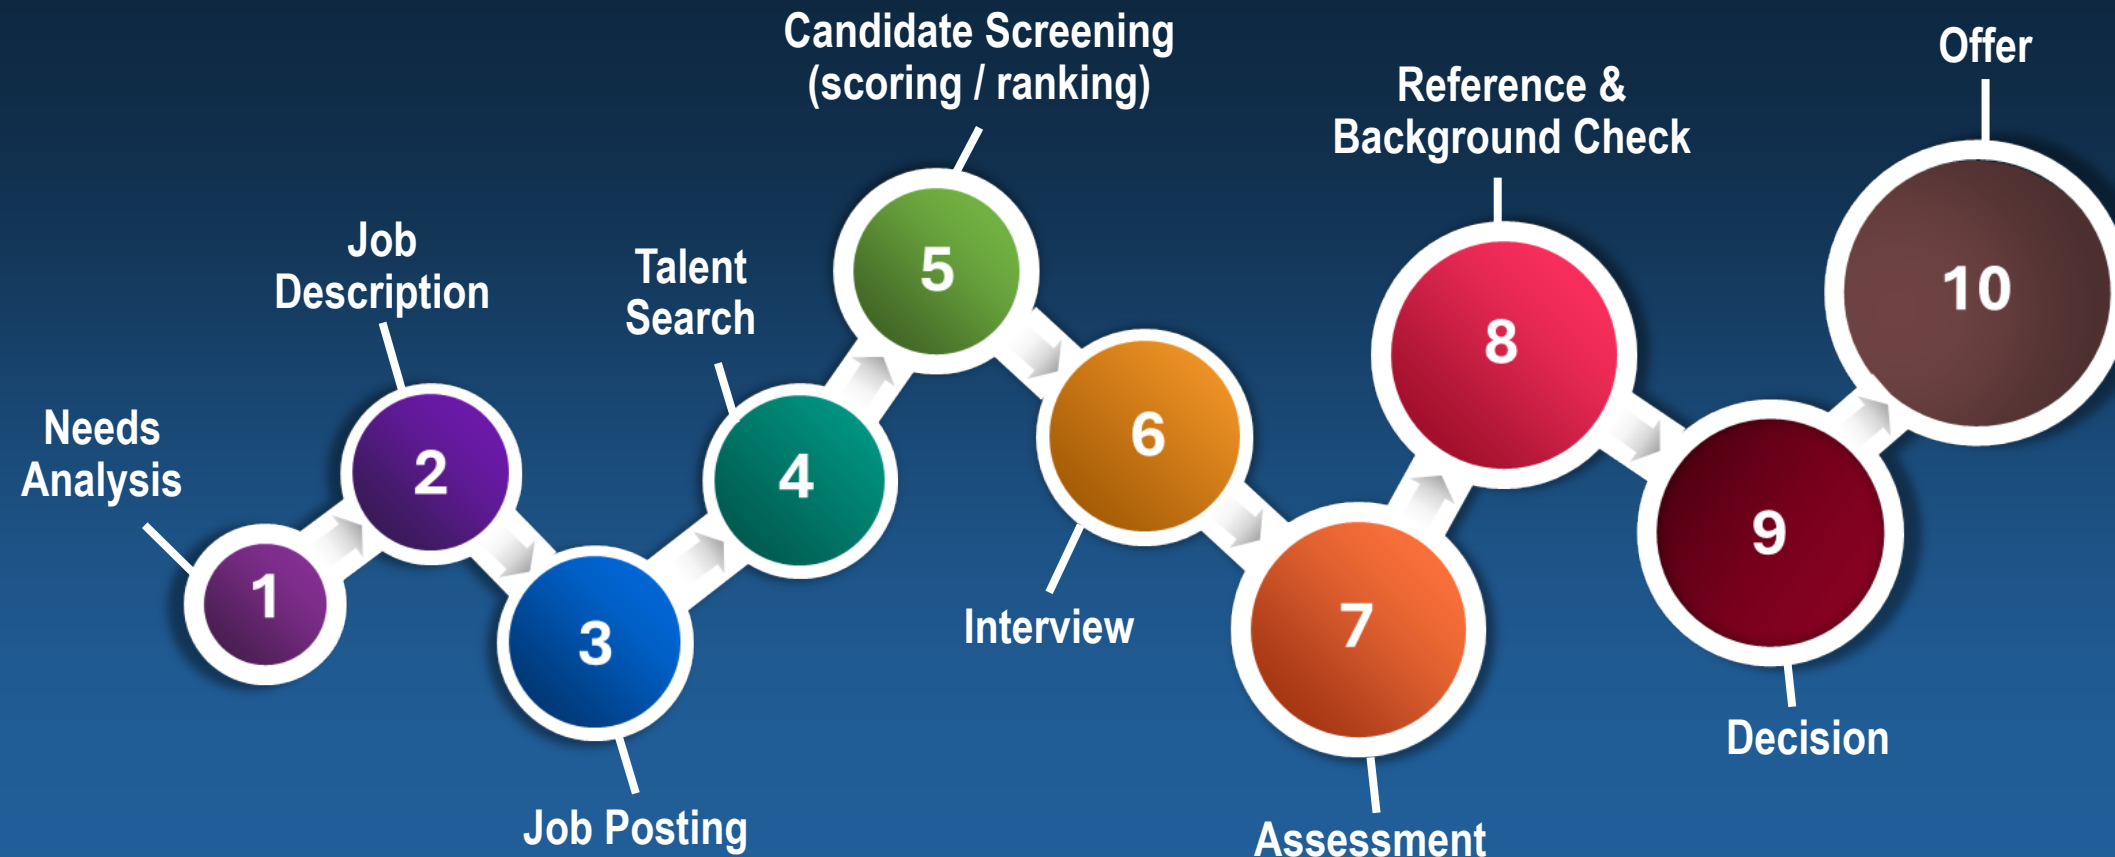 Needs
Analysis
1
Job
Description
2
3
Job Posting
Talent
Search
4
Candidate Screening
(scoring / ranking)
5
6
Interview
7
Assessment
Reference &
Background Check
8
9
Decision
Offer
10